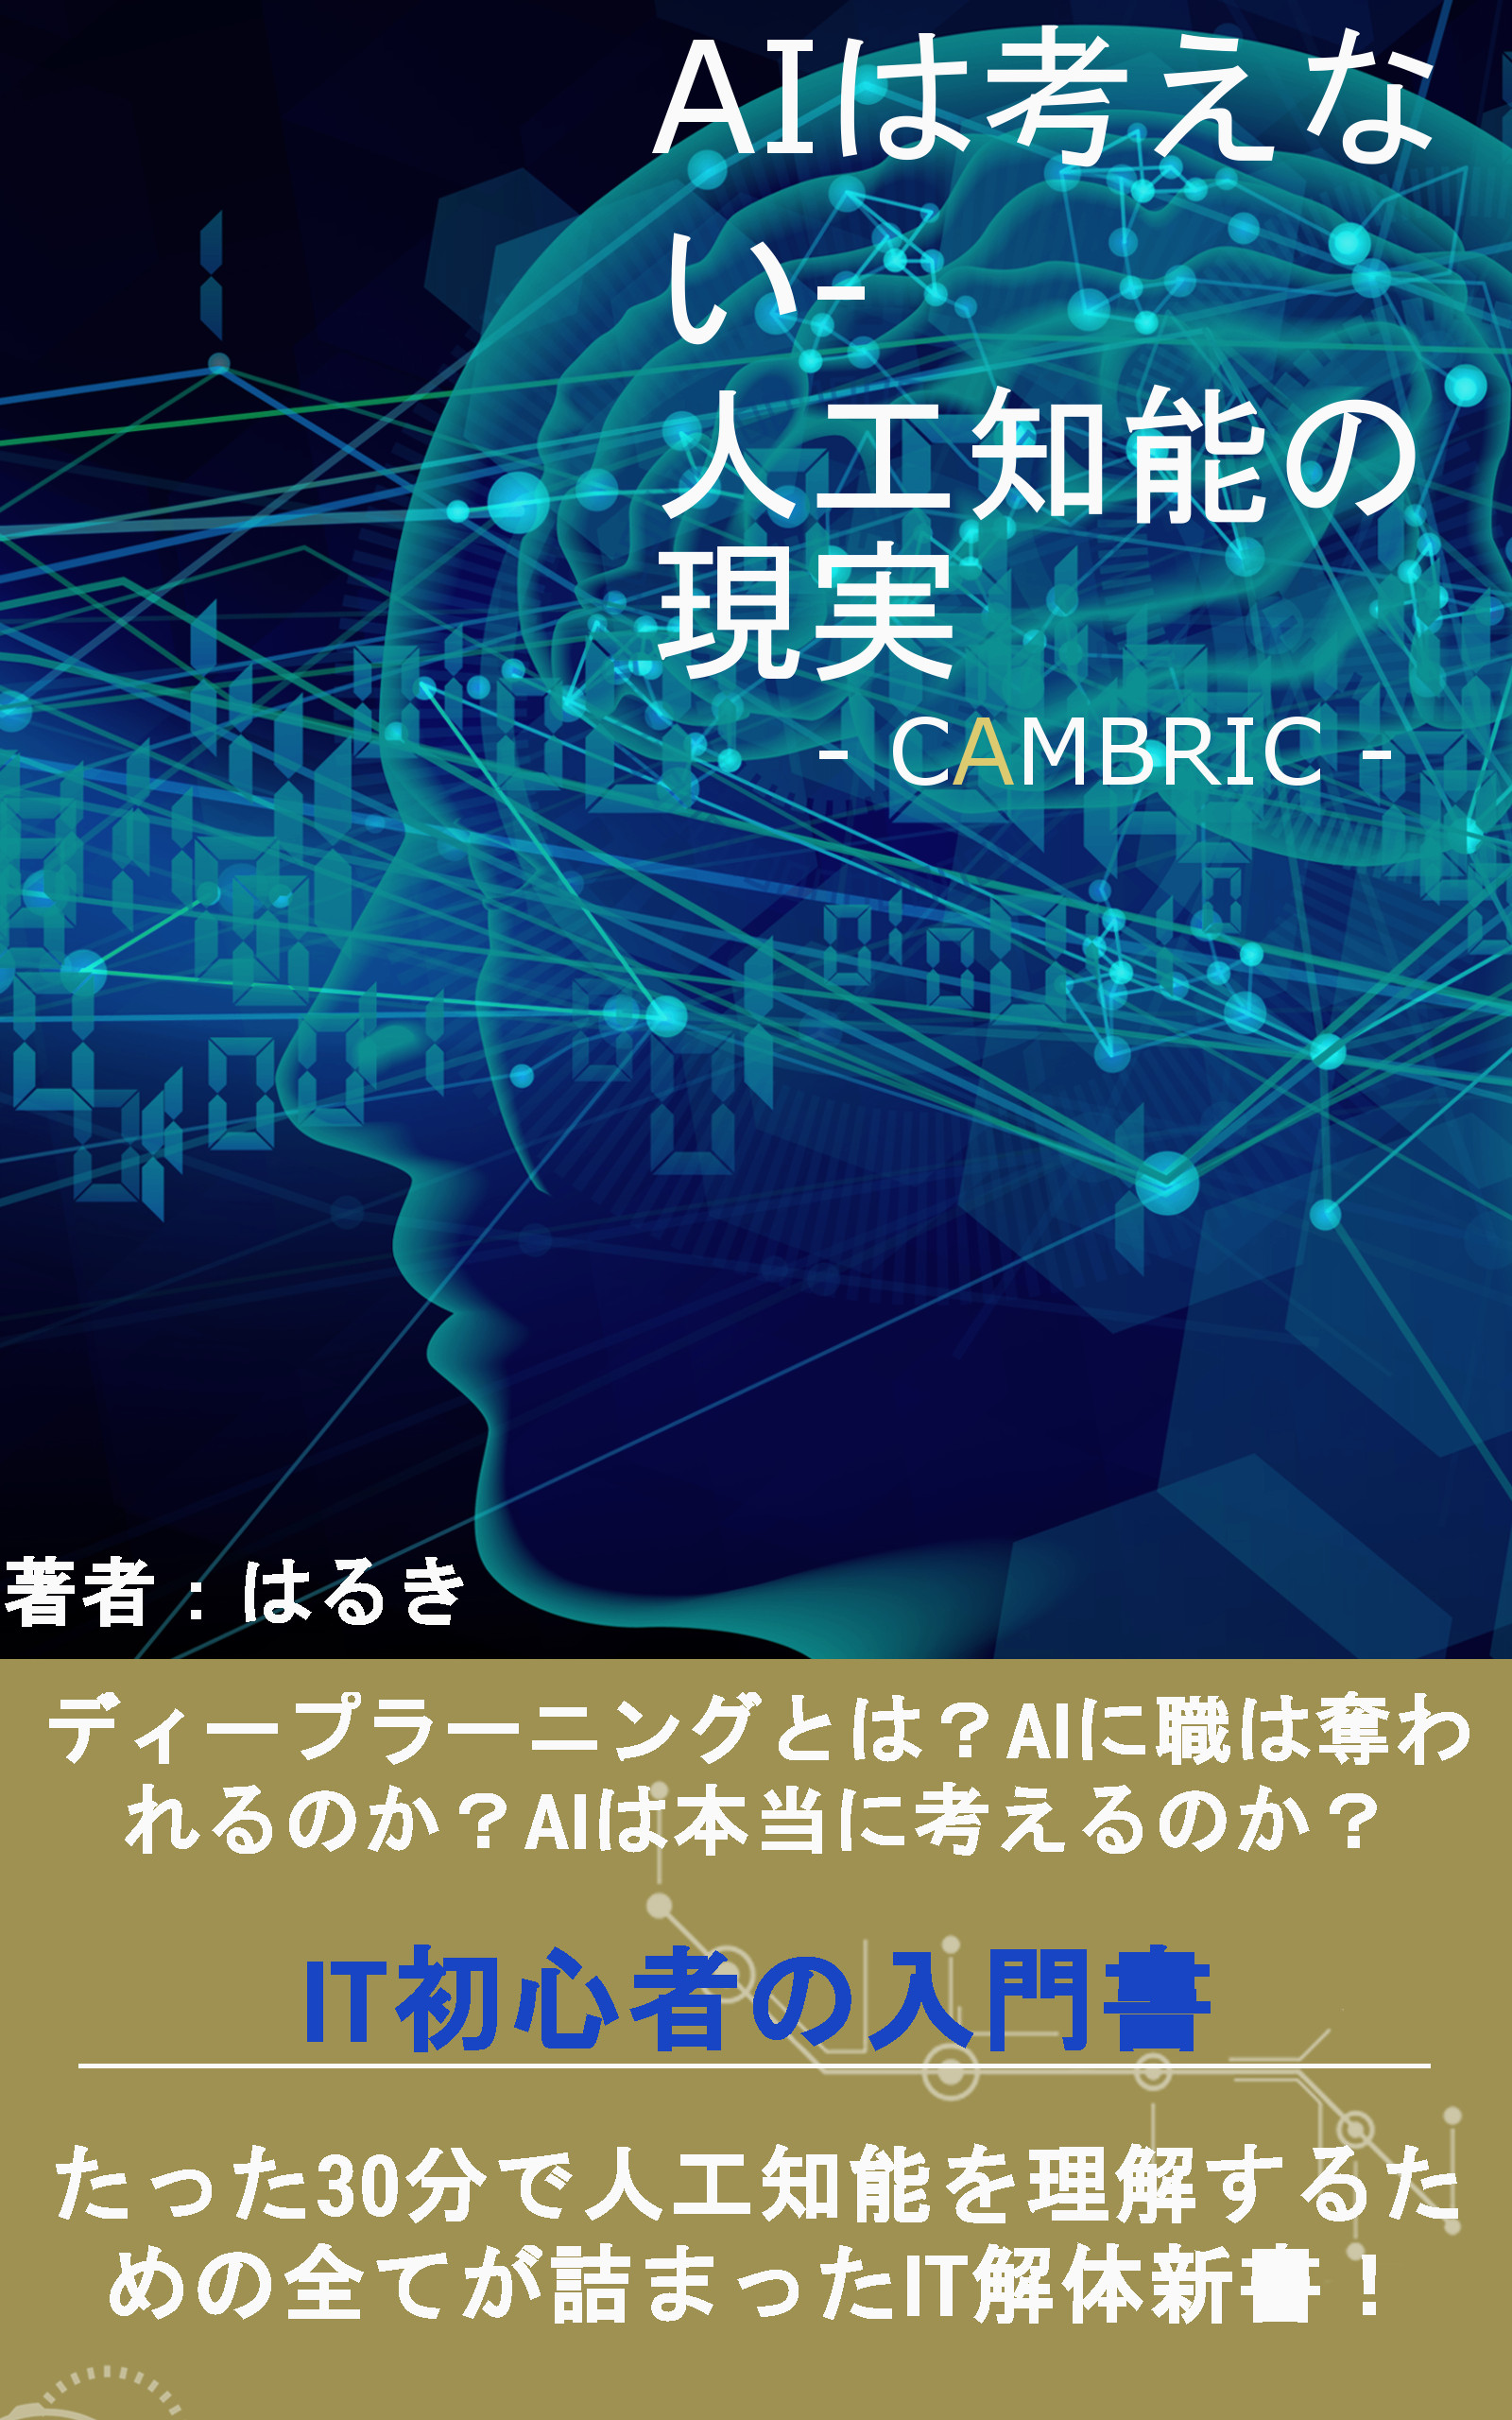 AIは考えな
い-
人工知能の
現実
- CAMBRIC -
著者：はるき
ディープラーニングとは？AIに職は奪わ
れるのか？AIは本当に考えるのか？
IT初心者の入門書
たった30分で人工知能を理解するた
めの全てが詰まったIT解体新書！